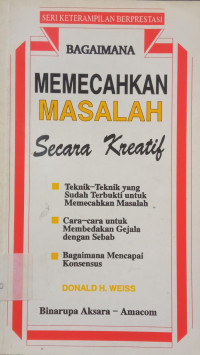 SERI KETERAMPILAN BERPRESTASI
BAGAIMANA
MEMECAHKAN
MASALAH
Secara Kreatif
Teknik-Teknik yang
Sudah Terbukti untuk
Memecahkan Masalah
Cara-cara untuk
Membedakan Gejala
dengan Sebab
Bagaimana Mencapai
Konsensus
DONALD H. WEISS
Binarupa Aksara - Amacom